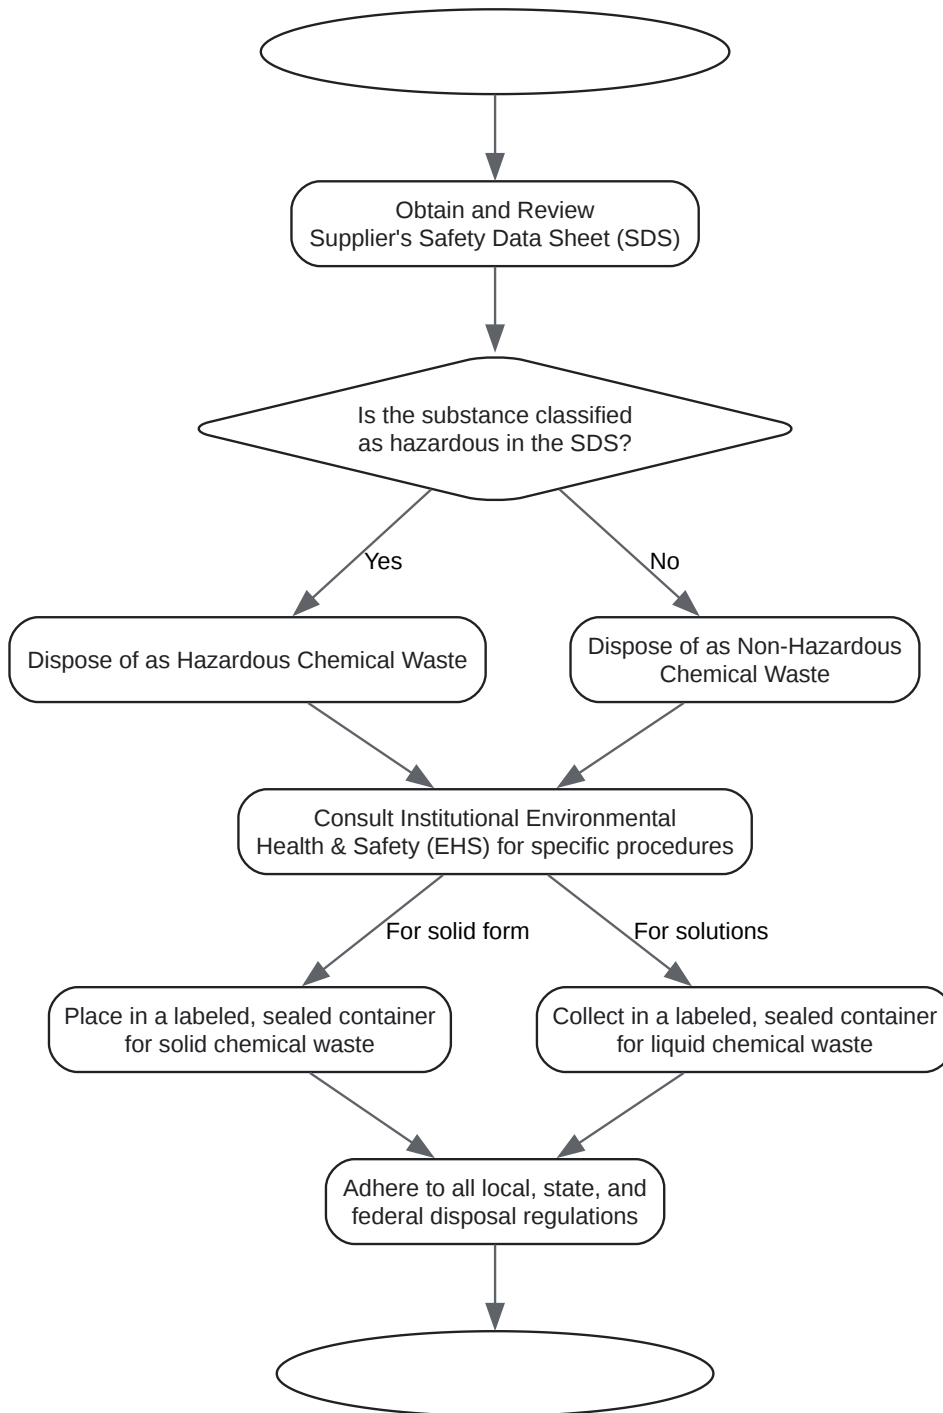 Obtain and Review
Supplier's Safety Data Sheet (SDS)
Is the substance classified
as hazardous in the SDS?
Yes
No
Dispose of as Hazardous Chemical Waste
Dispose of as Non-Hazardous
Chemical Waste
Consult Institutional Environmental
Health & Safety (EHS) for specific procedures
For solid form
For solutions
Place in a labeled, sealed container
for solid chemical waste
Collect in a labeled, sealed container
for liquid chemical waste
Adhere to all local, state, and
federal disposal regulations